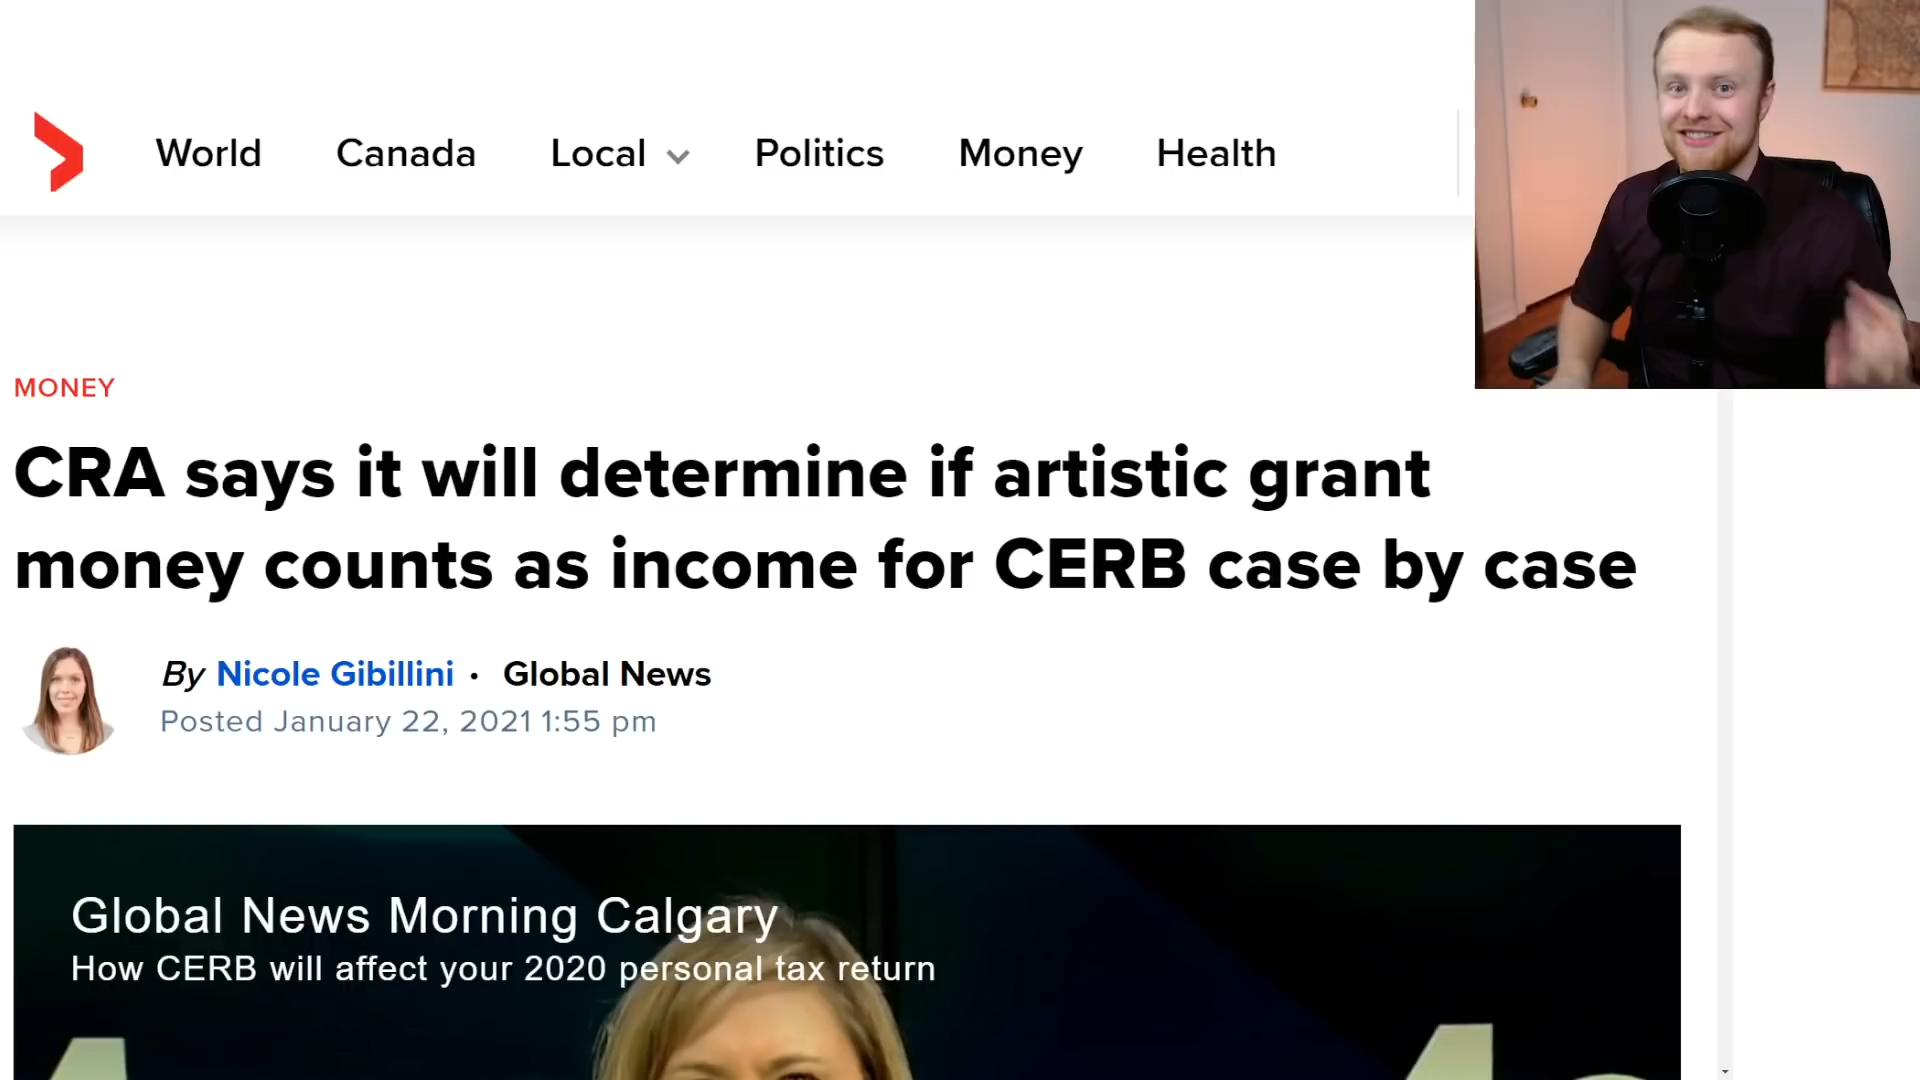 World Canada Local Politics Money Health
MONEY
CRA says it will determine if artistic grant
money counts as income for CERB case by case
By Nicole Gibillini • Global News
Posted January 22, 2021 1:55 pm
Global News Morning Calgary
How CERB will affect your 2020 personal tax return